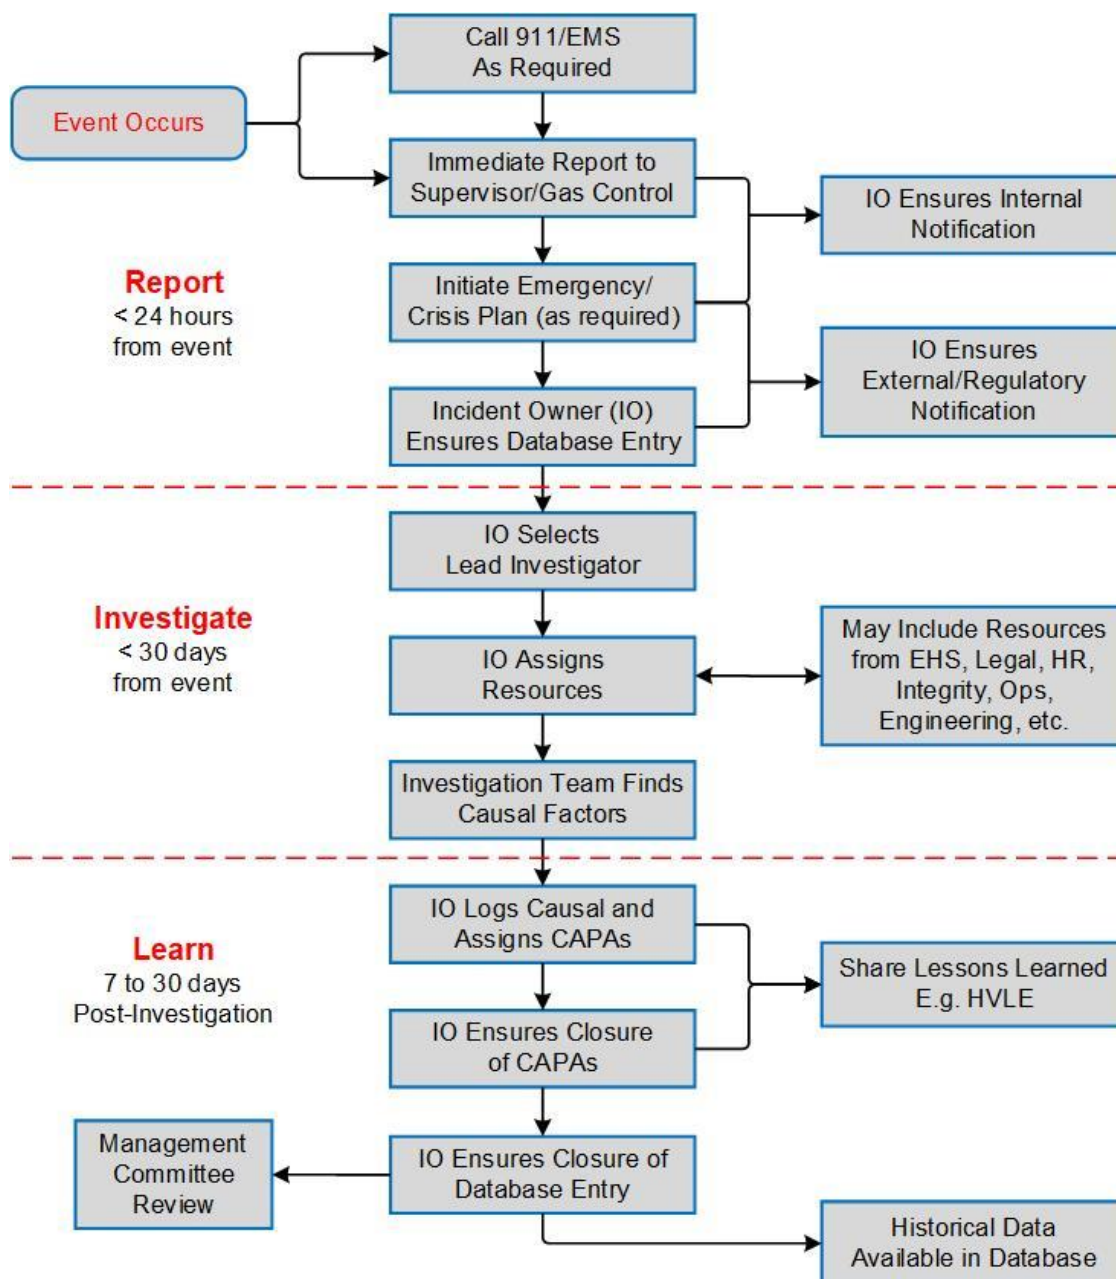 Call 911/EMS
As Required
Event Occurs
Immediate Report to
Supervisor/Gas Control
IO Ensures Internal
Notification
Report
< 24 hours
from event
Initiate Emergency/
Crisis Plan (as required)
IO Ensures
External/Regulatory
Notification
Incident Owner (IO)
Ensures Database Entry
IO Selects
Lead Investigator
Investigate
< 30 days
from event
IO Assigns
Resources
May Include Resources
from EHS, Legal, HR,
Integrity, Ops,
Engineering, etc.
Investigation Team Finds
Causal Factors
IO Logs Causal and
Assigns CAPAs
Learn
7 to 30 days
Post-Investigation
Share Lessons Learned
E.g. HVLE
IO Ensures Closure
of CAPAs
Management
Committee
Review
IO Ensures Closure of
Database Entry
Historical Data
Available in Database